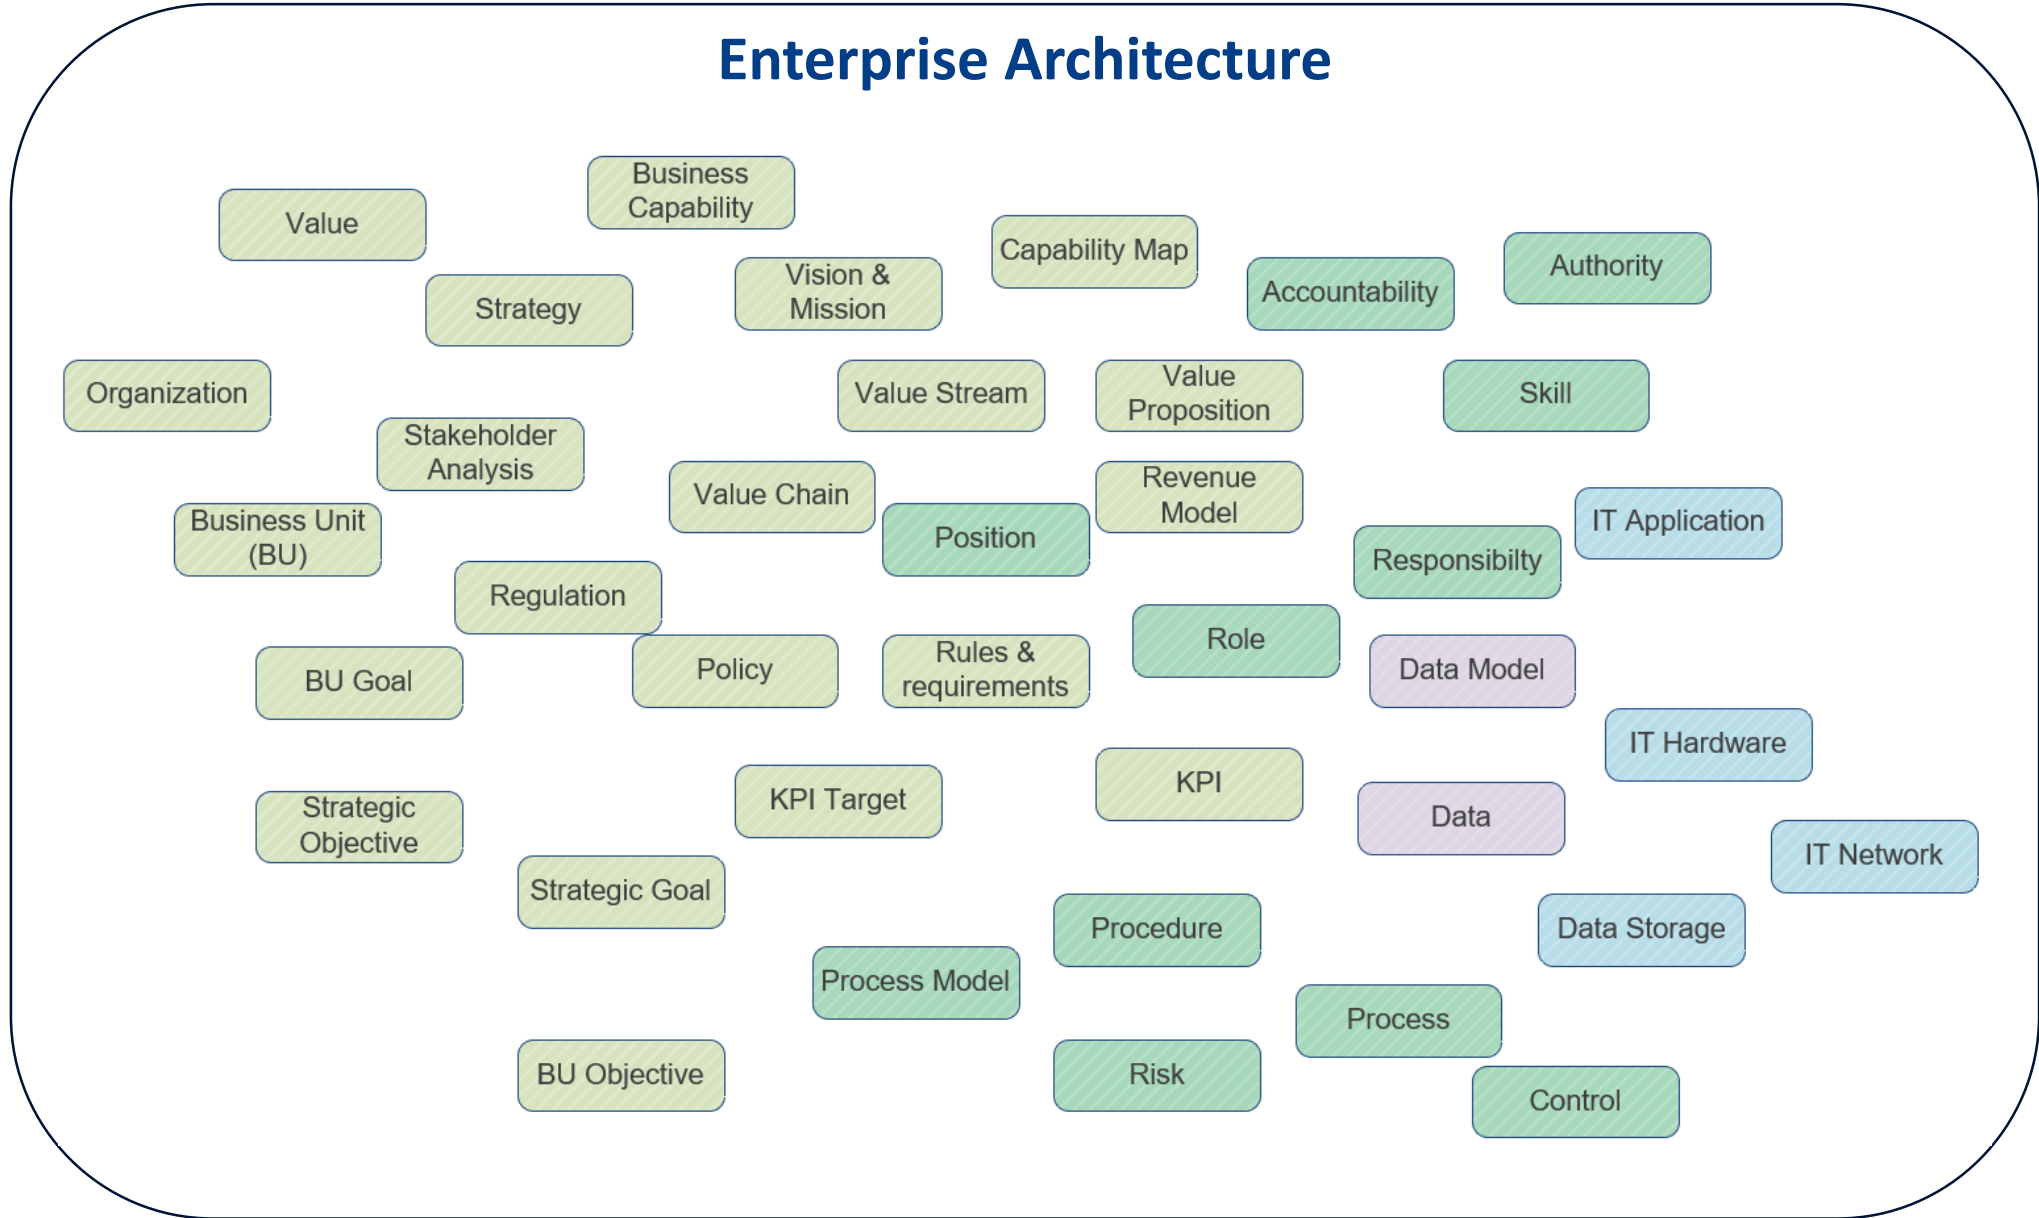 Enterprise Architecture
Business
Capability
Value
Capability Map
Authority
Vision &
Mission
Accountability
Strategy
Organization
Value Stream
Value
Proposition
Skill
Stakeholder
Analysis
Value Chain
Revenue
Model
Business Unit
(BU)
Position
IT Application
Responsibilty
Regulation
Role
BU Goal
Policy
Rules &
requirements
Data Model
IT Hardware
KPI Target
KPI
Data
Strategic
Objective
IT Network
Strategic Goal
Procedure
Data Storage
Process Model
Process
BU Objective
Risk
Control